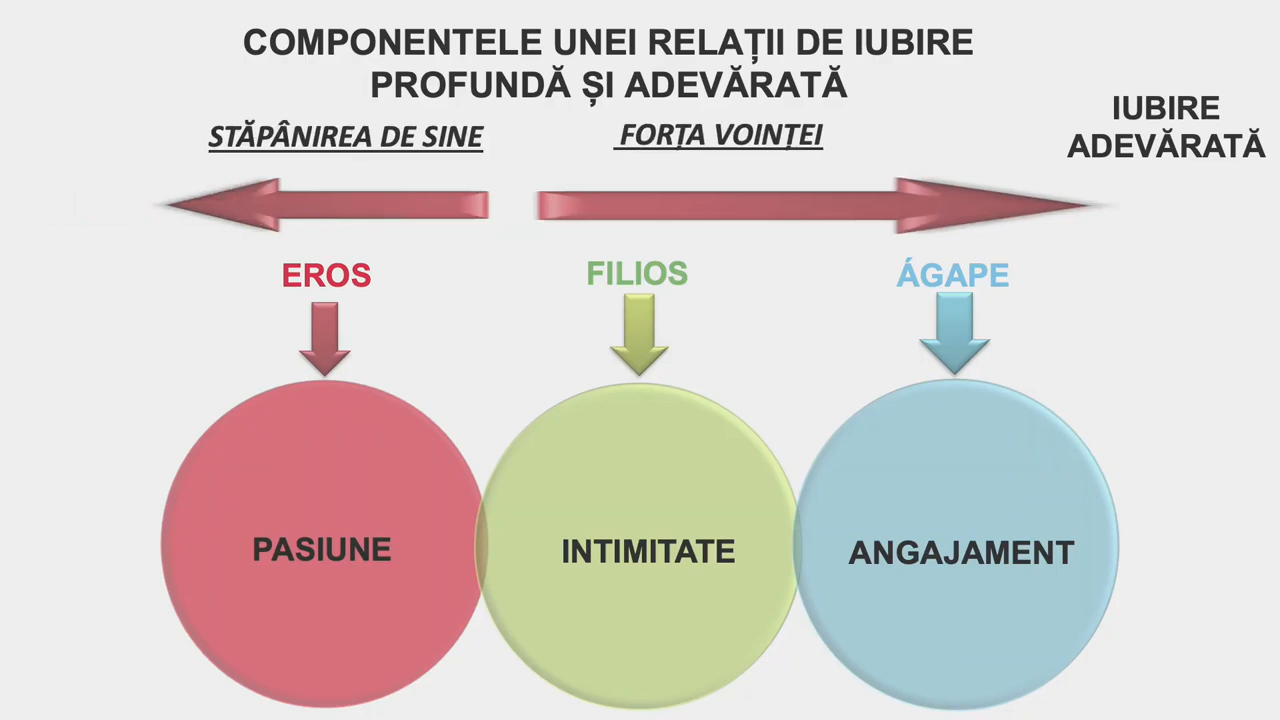 COMPONENTELE UNEI RELAȚII DE IUBIRE
PROFUNDĂ ȘI ADEVĂRATĂ
IUBIRE
ADEVĂRATĂ
STĂPÂNIREA DE SINE
FORȚA VOINȚEI
EROS
FILIOS
ÁGAPE
PASIUNE
INTIMITATE
ANGAJAMENT